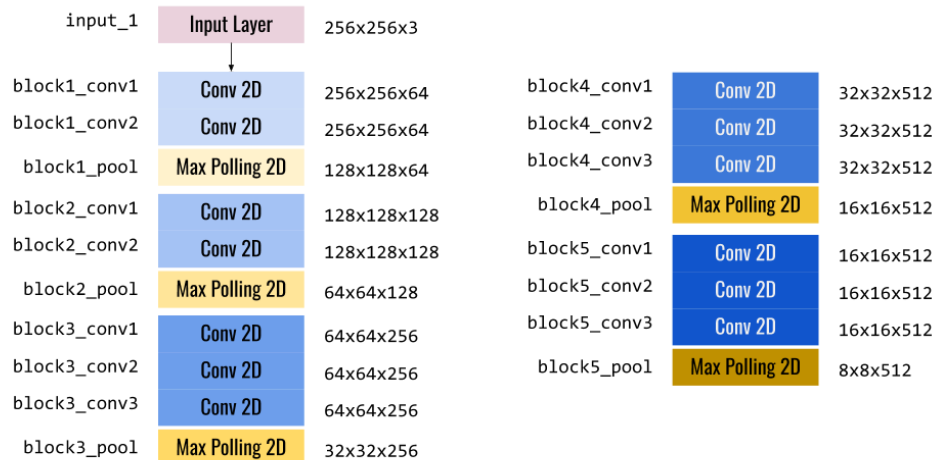 input_1 Input Layer 256x256x3
block1_conv1 Conv 2D 256x256x64
block1_conv2 Conv 2D 256x256x64
block1_pool Max Polling 2D 128x128x64
block2_conv1 Conv 2D 128x128x128
block2_conv2 Conv 2D 128x128x128
block2_pool Max Polling 2D 64x64x128
block3_conv1 Conv 2D 64x64x256
block3_conv2 Conv 2D 64x64x256
block3_conv3 Conv 2D 64x64x256
block3_pool Max Polling 2D 32x32x256
block4_conv1 Conv 2D 32x32x512
block4_conv2 Conv 2D 32x32x512
block4_conv3 Conv 2D 32x32x512
block4_pool Max Polling 2D 16x16x512
block5_conv1 Conv 2D 16x16x512
block5_conv2 Conv 2D 16x16x512
block5_conv3 Conv 2D 16x16x512
block5_pool Max Polling 2D 8x8x512